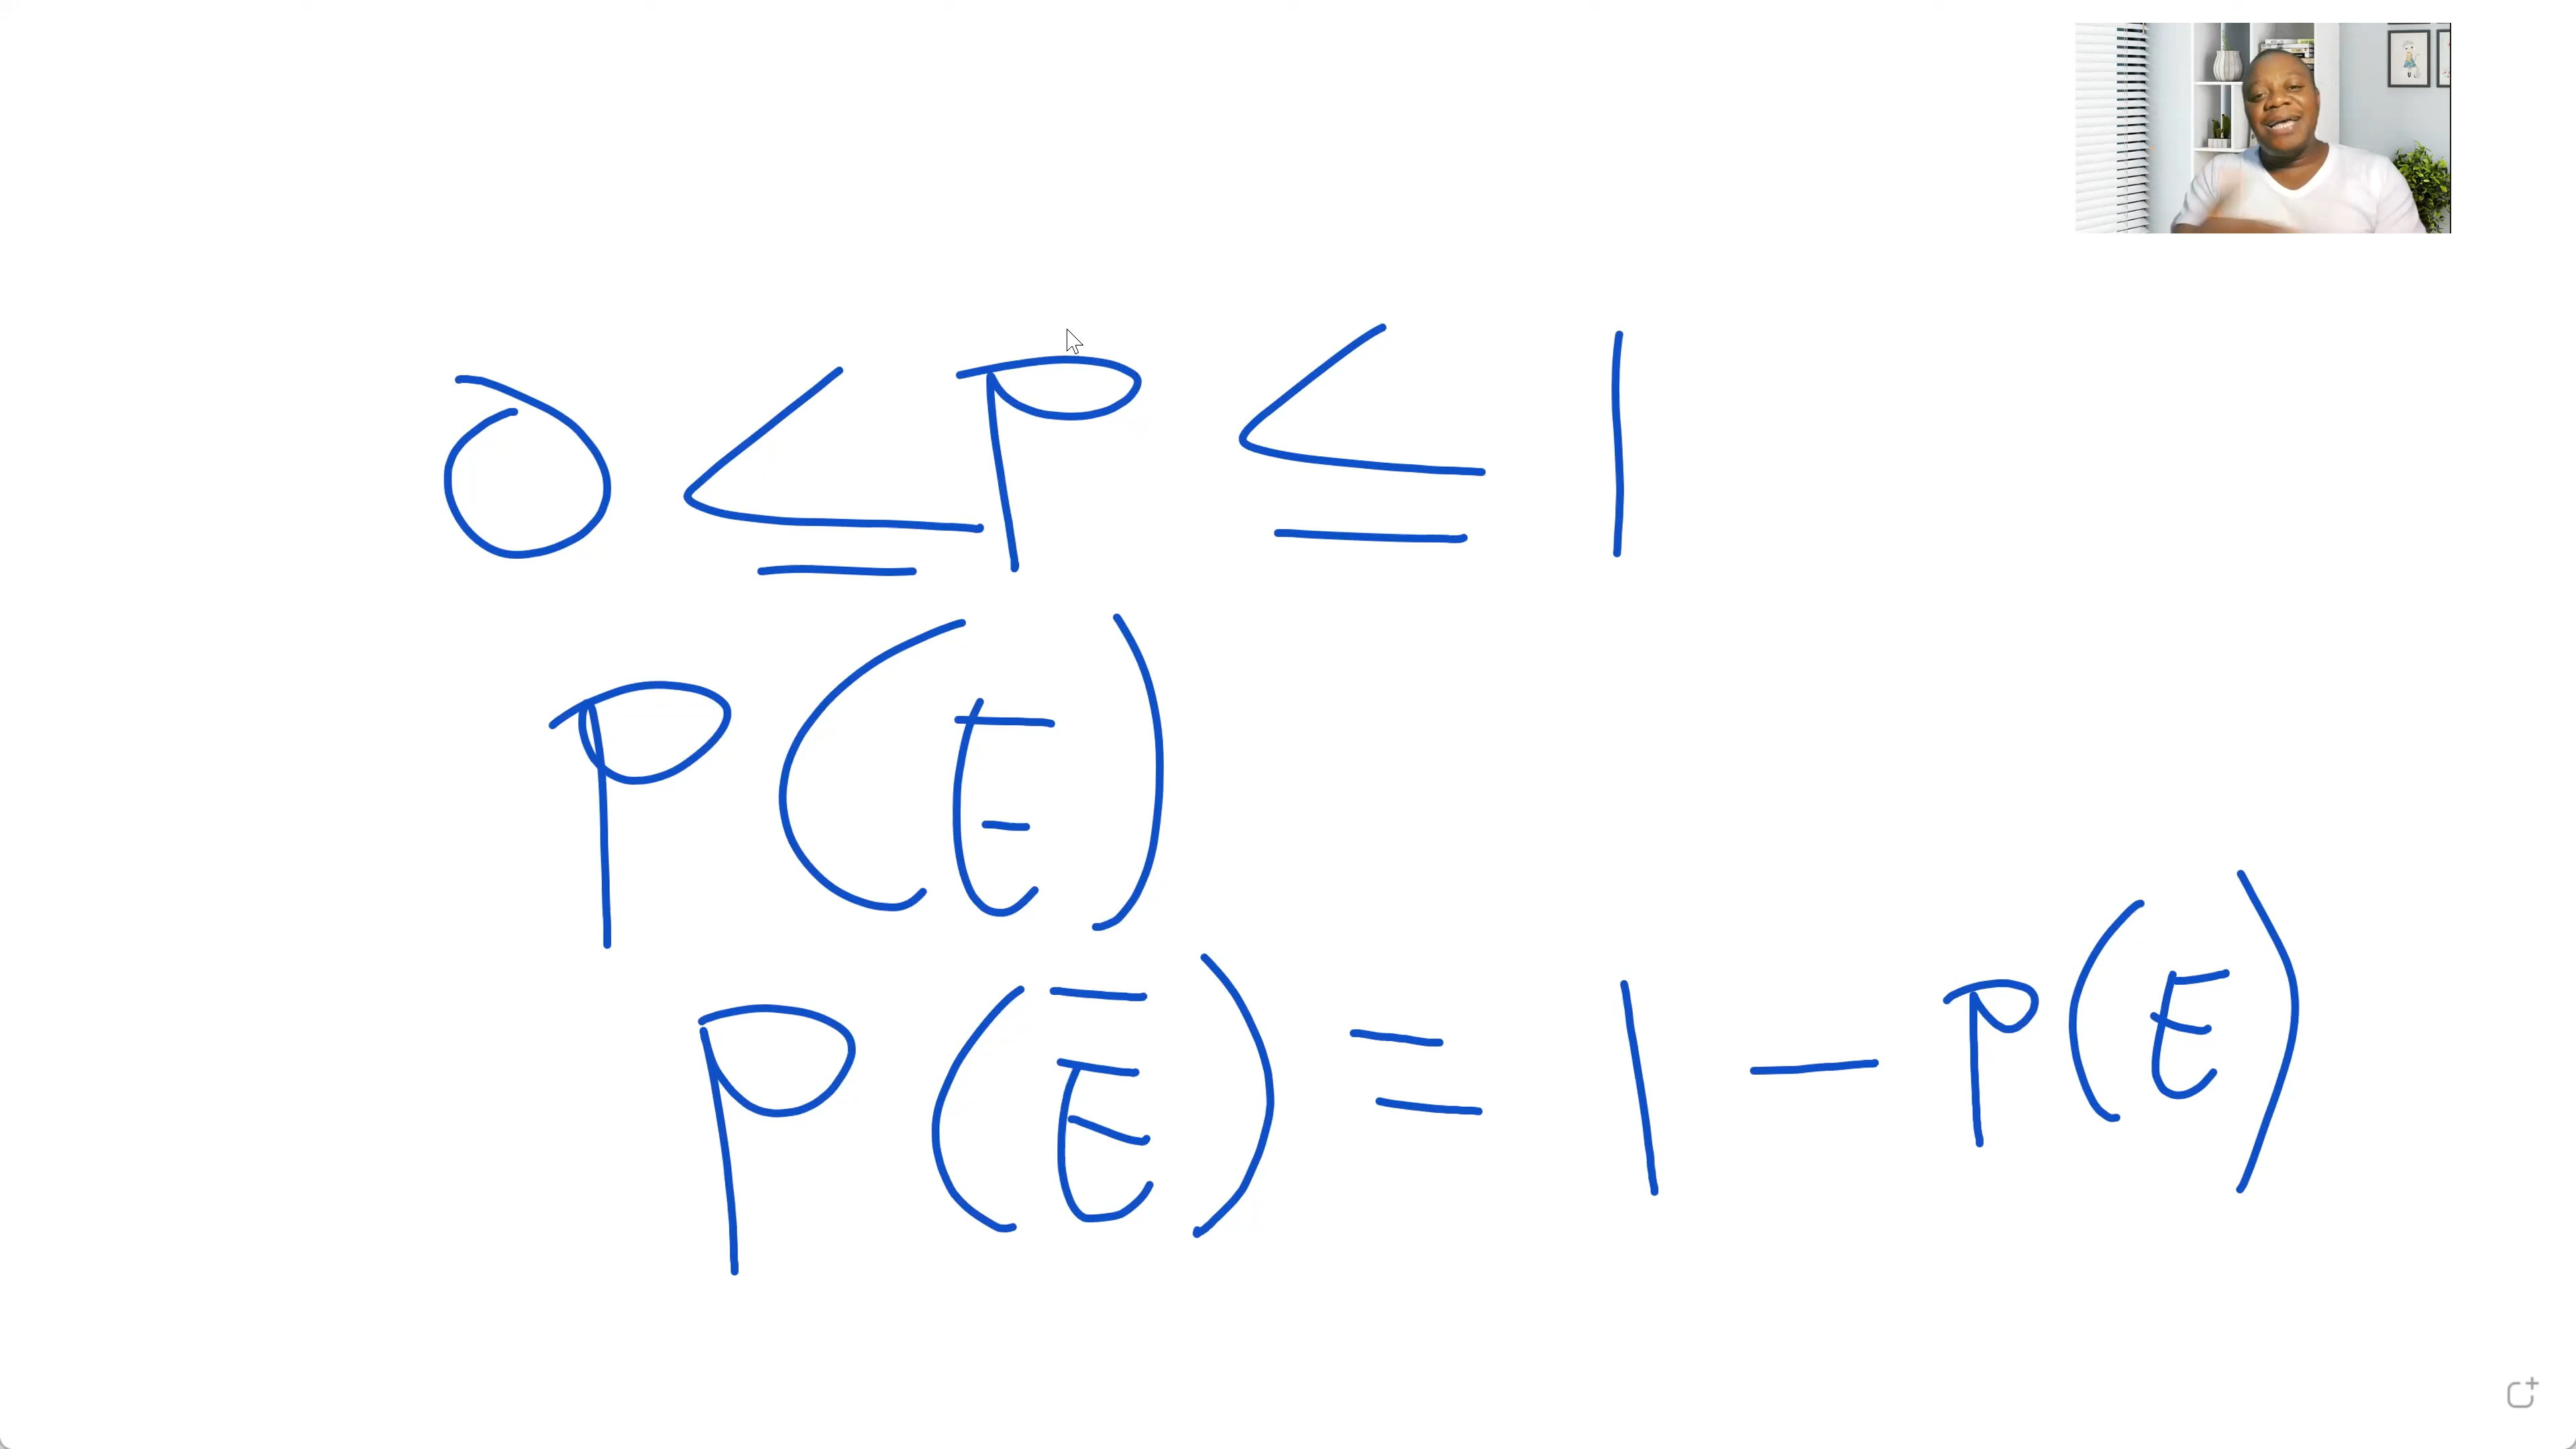 0 ≤ P ≤ 1
P(E)
P(E̅) = 1 - P(E)